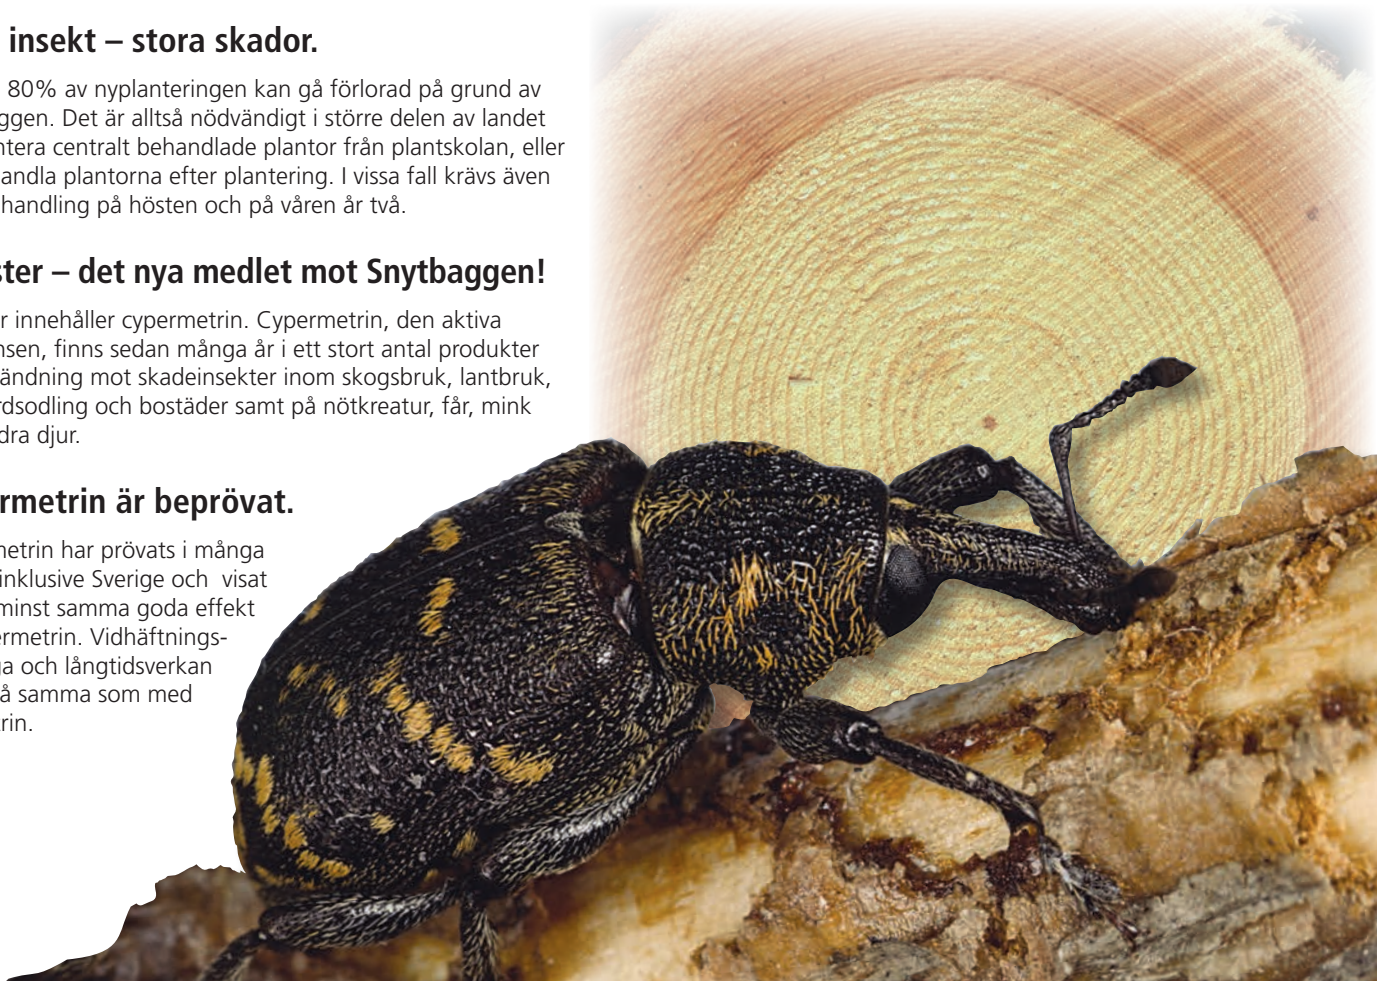 insekt – stora skador.
80% av nyplanteringen kan gå förlorad på grund av
ggen. Det är alltså nödvändigt i större delen av landet
ntera centralt behandlade plantor från plantskolan, eller
andla plantorna efter plantering. I vissa fall krävs även
handling på hösten och på våren år två.
ster – det nya medlet mot Snytbaggen!
r innehåller cypermetrin. Cypermetrin, den aktiva
nsen, finns sedan många år i ett stort antal produkter
ändning mot skadeinsekter inom skogsbruk, lantbruk,
rdsodling och bostäder samt på nötkreatur, får, mink
dra djur.
rmetrin är beprövat.
netrin har prövats i många
inklusive Sverige och visat
minst samma goda effekt
ermetrin. Vidhäftnings-
ga och långtidsverkan
å samma som med
rin.